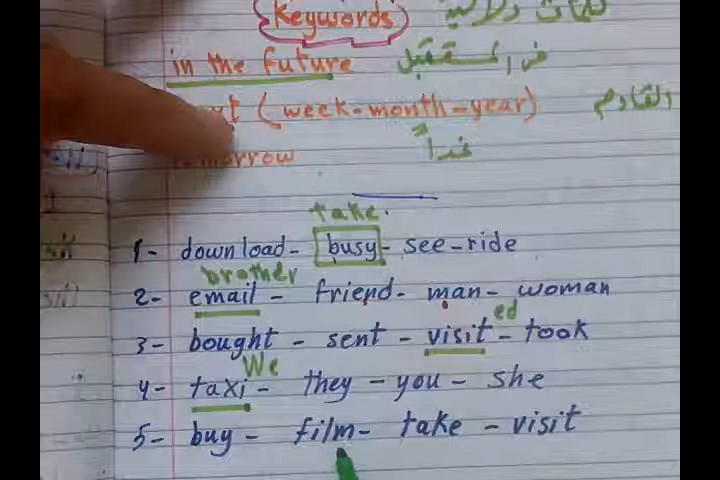 Keywords كلمات دلالية
in the future في المستقبل
(week-month-year) القادم
tomorrow غداً
take.
1- download- busy- see-ride
brother
2- email - friend- man- woman
ed
3- bought - sent - visit - took
We
4- taxi - they - you - she
5- buy - film- take - visit